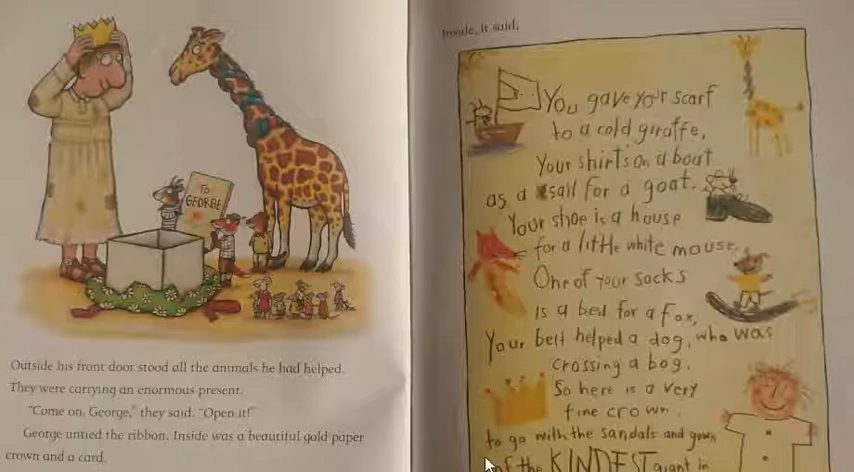 TO
GEORGE
Outside his front door stood all the animals he had helped.
They were carrying an enormous present.
"Come on, George," they said. "Open it!"
George untied the ribbon. Inside was a beautiful gold paper
crown and a card.
Inside, it said,
You gave your scarf
to a cold giraffe,
Your shirt's on a boat
as a sail for a goat.
Your shoe is a house
for a little white mouse.
One of your socks
is a bed for a fox,
Your belt helped a dog, who was
crossing a bog,
So here is a very
fine crown,
to go with the sandals and gown
of the KINDEST giant in